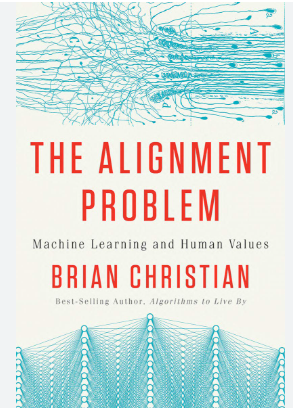 THE ALIGNMENT
PROBLEM
Machine Learning and Human Values
BRIAN CHRISTIAN
Best-Selling Author, Algorithms to Live By